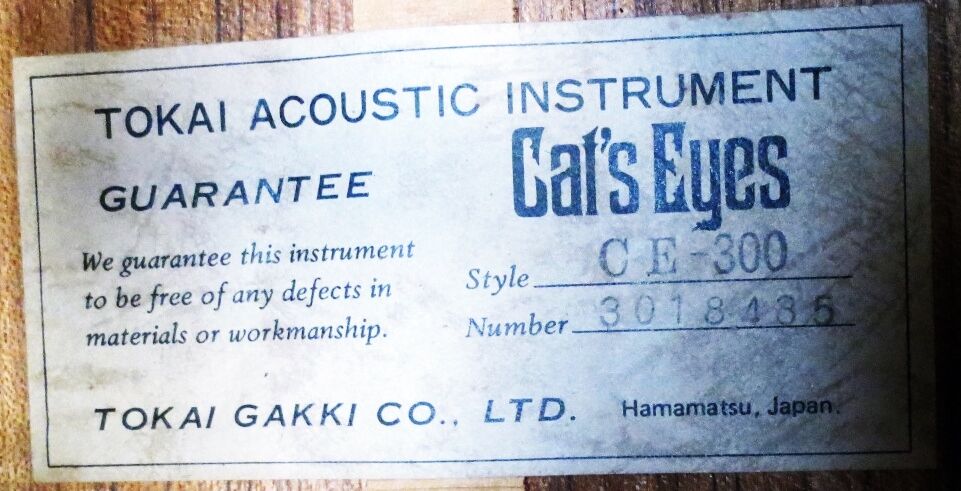 TOKAI ACOUSTIC INSTRUMENT
Cat's Eyes
GUARANTEE
We guarantee this instrument
to be free of any defects in
materials or workmanship.
Style CE-300
Number 3018435
TOKAI GAKKI CO., LTD. Hamamatsu, Japan.